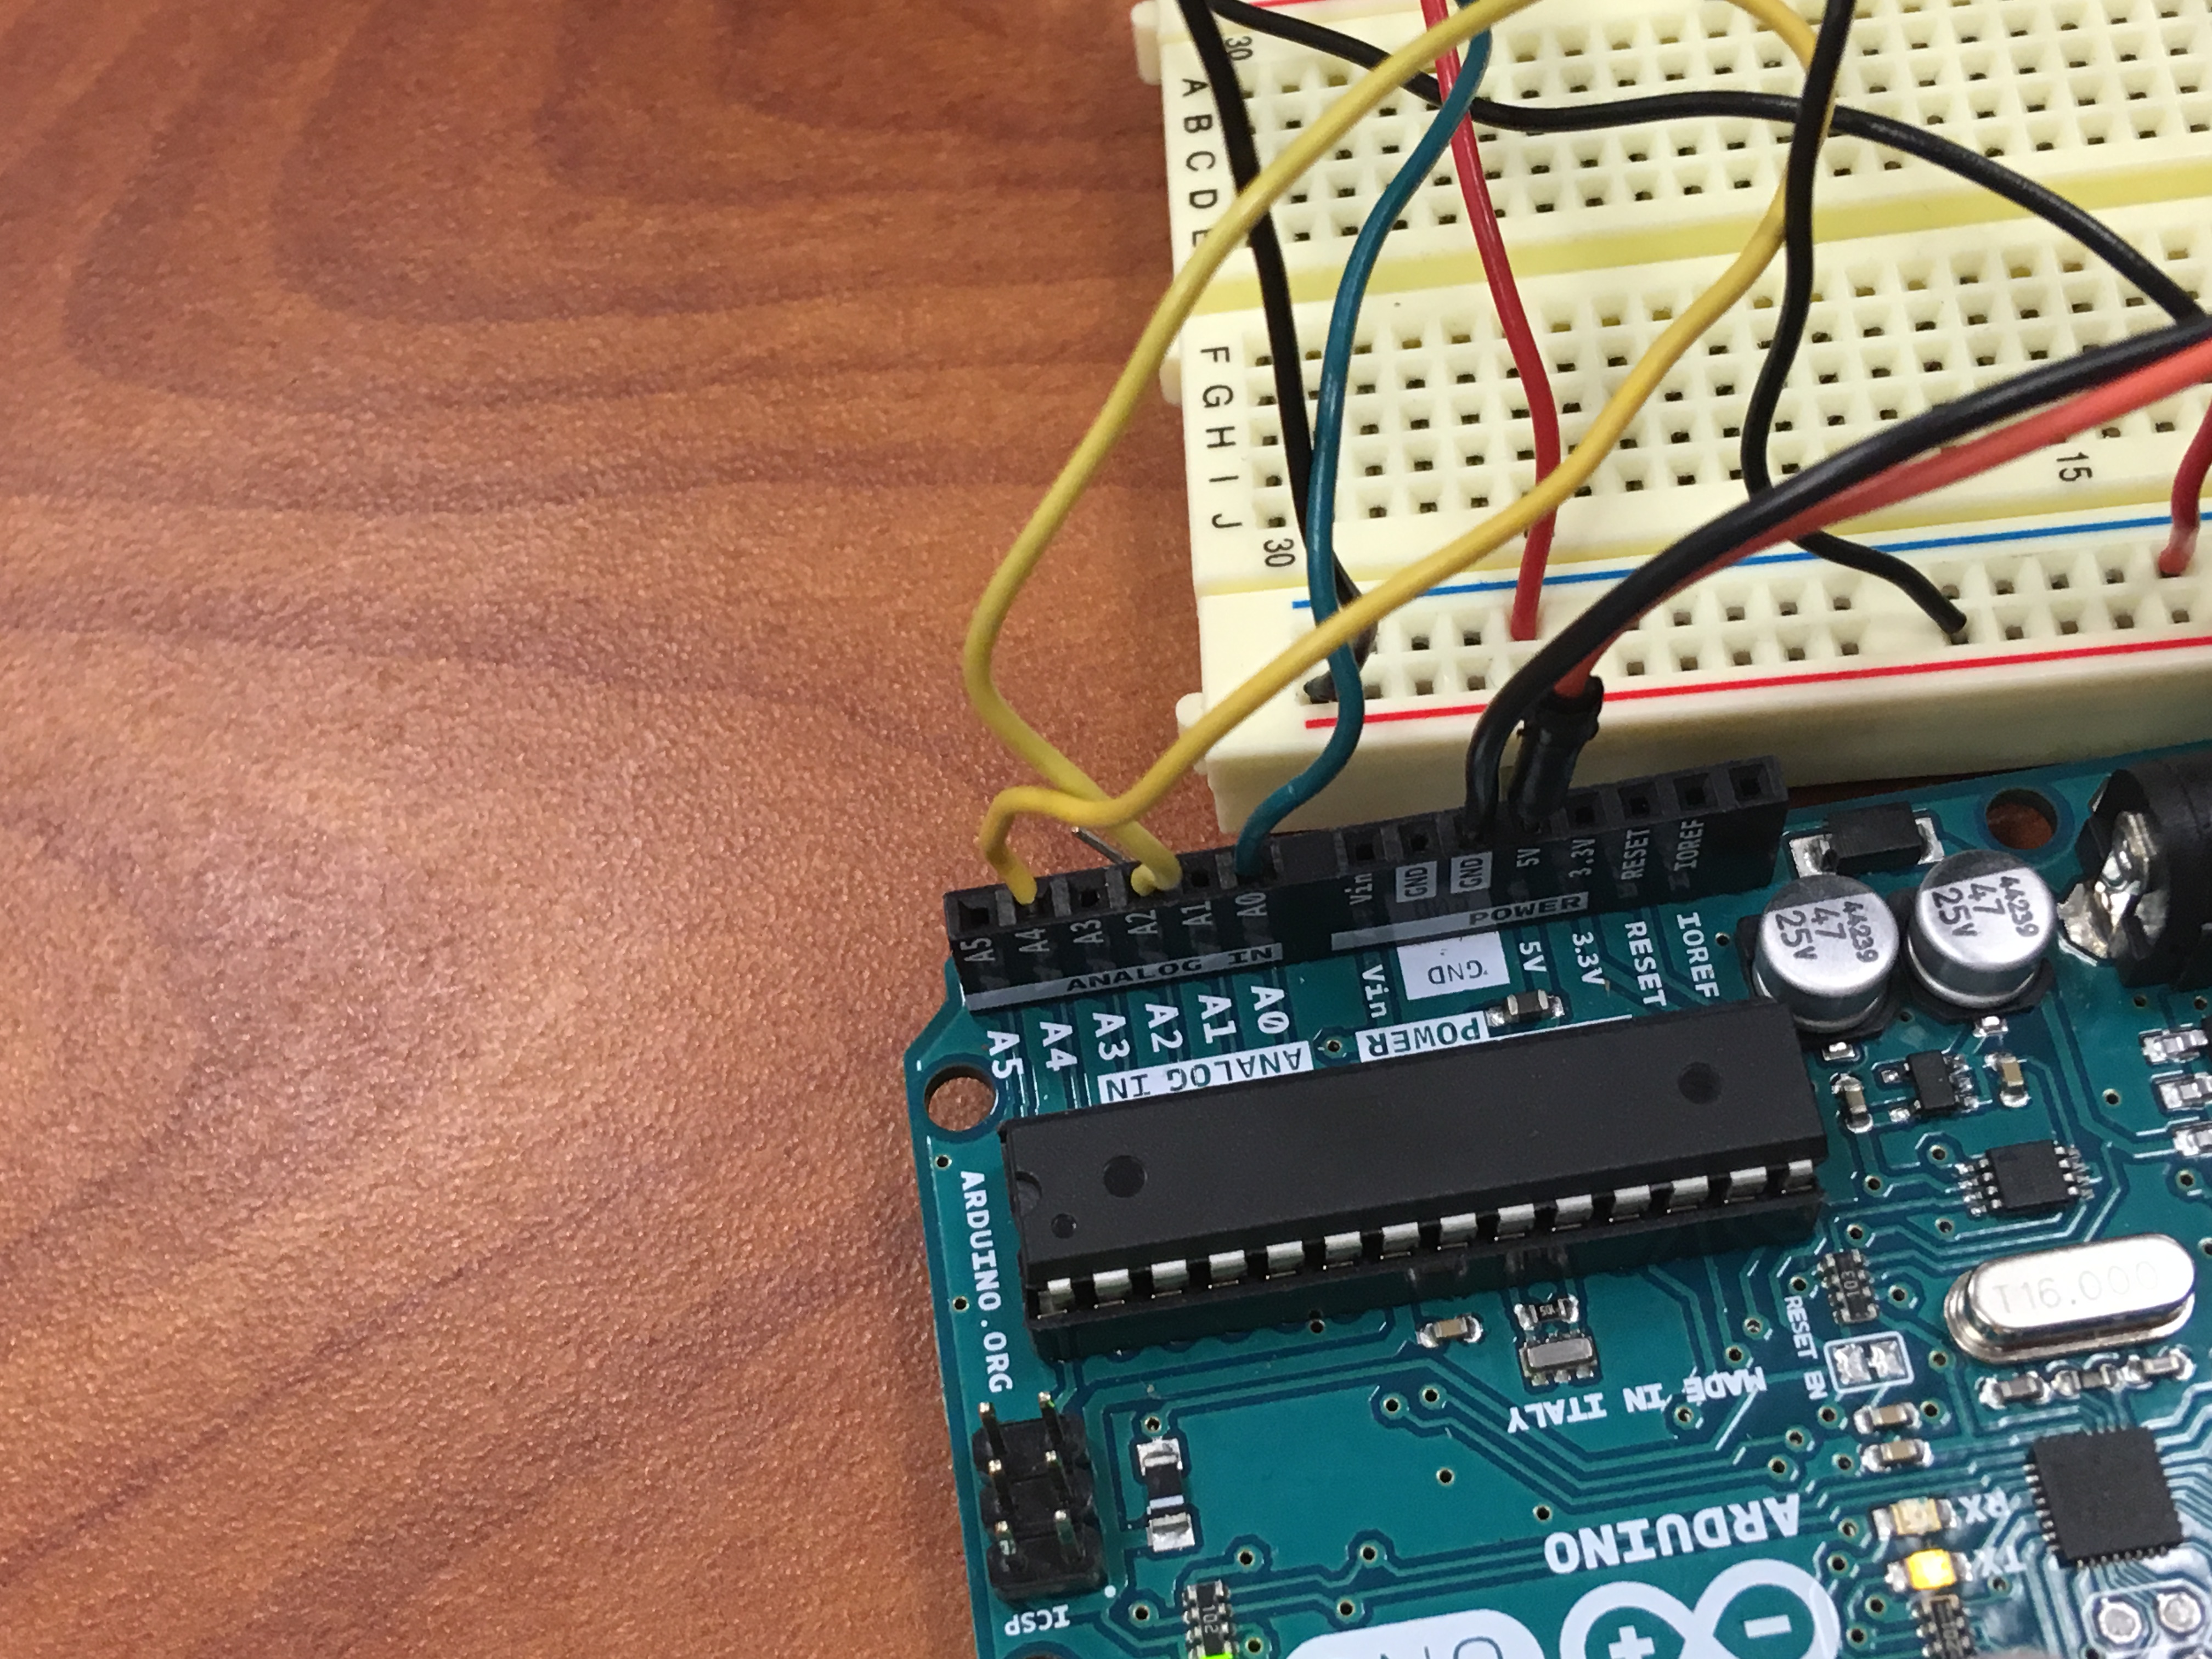 ICSP
ARDUINO.ORG
A5
A4
A3
A2
A1
A0
ANALOG IN
POWER
Vin
GND
5V
3.3V
RESET
IOREF
A5
A4
A3
A2
A1
A0
ANALOG IN
Vin
GND
GND
5V
3.3V
RESET
IOREF
POWER
ARDUINO
MADE IN ITALY
RESET EN
102
103
TX
RX
T16.000
44239
47
25V
44239
47
25V
J I H G F
E D C B A
30
30
15